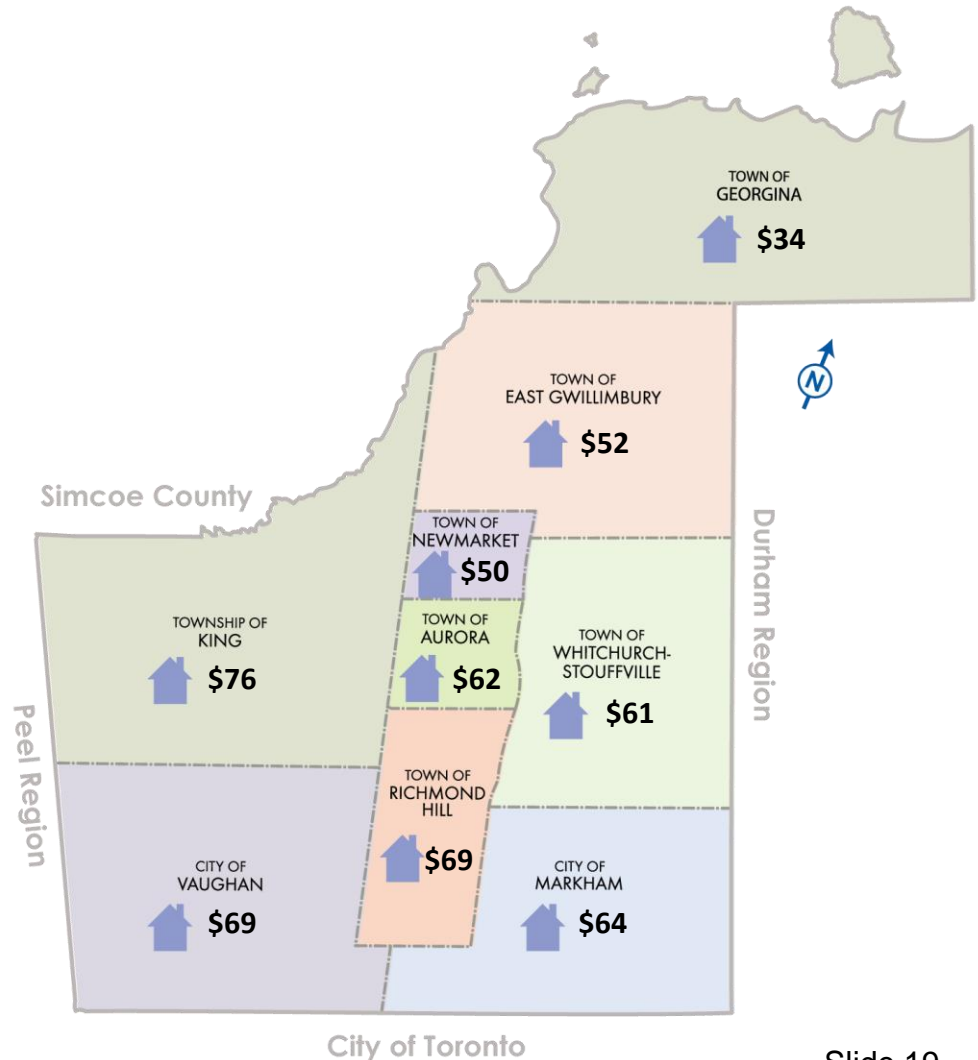 TOWN OF
GEORGINA
$34
N
TOWN OF
EAST GWILLIMBURY
$52
Simcoe County
TOWN OF
NEWMARKET
$50
Durham Region
TOWNSHIP OF
KING
$76
TOWN OF
AURORA
$62
TOWN OF
WHITCHURCH-
STOUFFVILLE
$61
Peel Region
TOWN OF
RICHMOND
HILL
$69
CITY OF
VAUGHAN
$69
CITY OF
MARKHAM
$64
City of Toronto